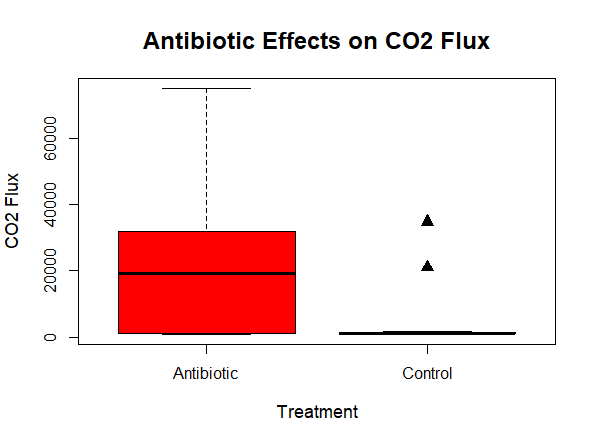 Antibiotic Effects on CO2 Flux
60000
40000
20000
0
CO2 Flux
Antibiotic
Control
Treatment